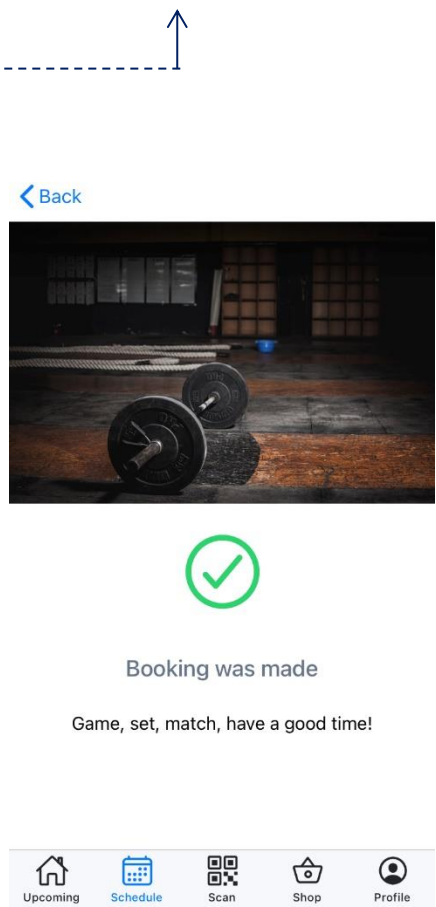 Back
Booking was made
Game, set, match, have a good time!
Upcoming
Schedule
Scan
Shop
Profile